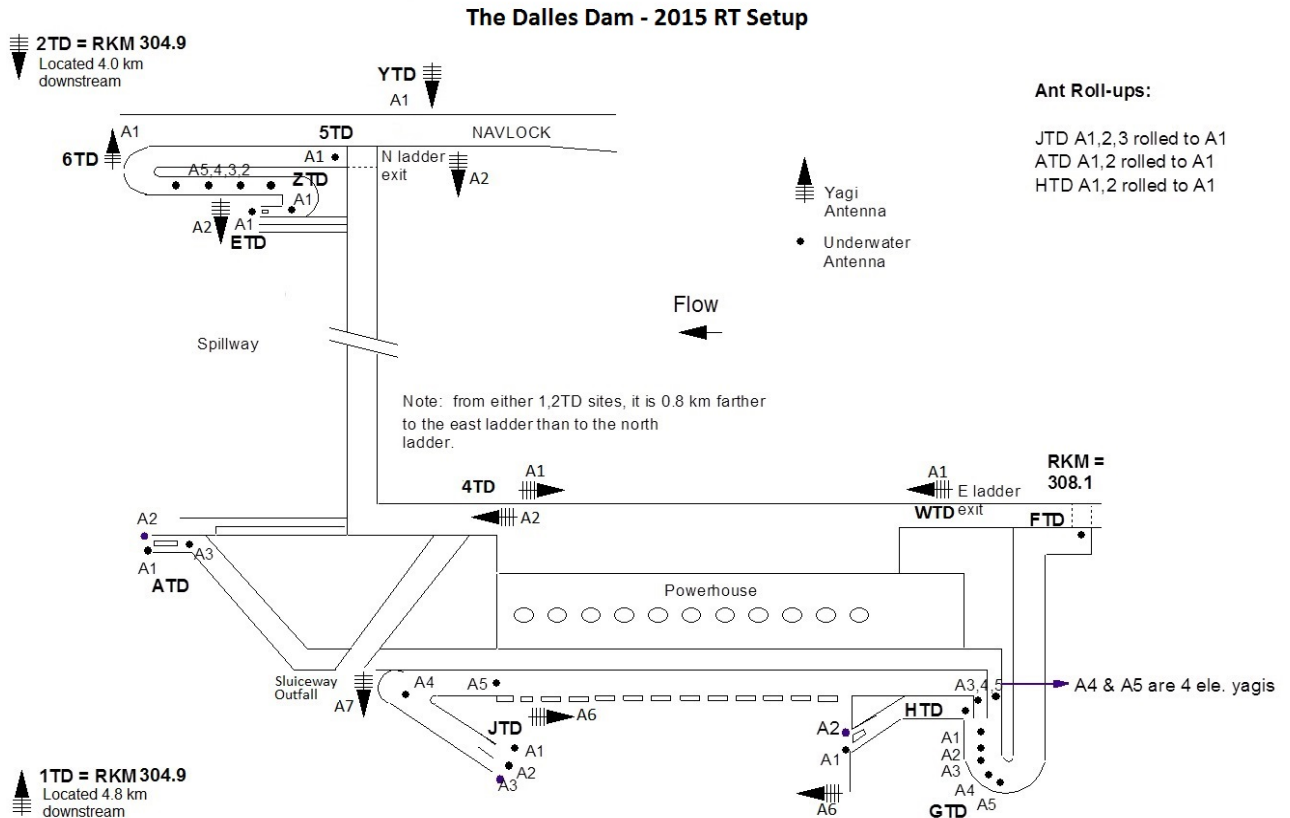 The Dalles Dam - 2015 RT Setup
2TD = RKM 304.9
Located 4.0 km
downstream
YTD
A1
Ant Roll-ups:
JTD A1,2,3 rolled to A1
ATD A1,2 rolled to A1
HTD A1,2 rolled to A1
A1
5TD
NAVLOCK
6TD
A1
N ladder
exit
A5,4,3,2
ZTD
A2
A1
A2
A1
ETD
Yagi
Antenna
Underwater
Antenna
Flow
Spillway
Note: from either 1,2TD sites, it is 0.8 km farther
to the east ladder than to the north
ladder.
RKM =
308.1
A1
A1
4TD
E ladder
exit
A2
WTD
FTD
A2
A3
A1
ATD
Powerhouse
Sluiceway
Outfall
A7
A4
A5
A3,4,5
A4 & A5 are 4 ele. yagis
HTD
A6
JTD
A2
A1
A1
A2
A3
A1
A2
A3
A4
A5
A6
GTD
1TD = RKM 304.9
Located 4.8 km
downstream